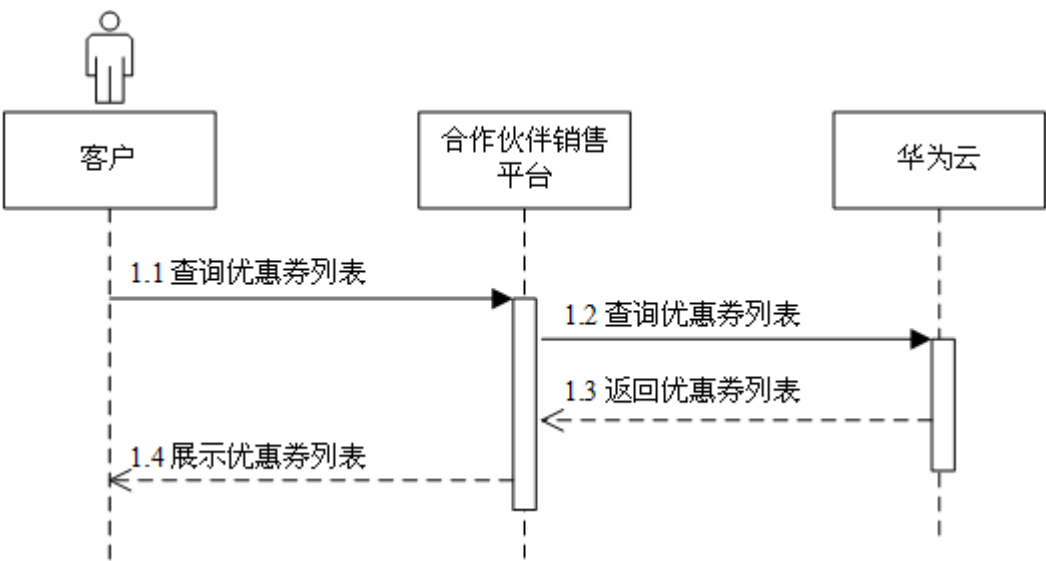 客户
合作伙伴销售
平台
华为云
1.1 查询优惠券列表
1.2 查询优惠券列表
1.3 返回优惠券列表
1.4 展示优惠券列表